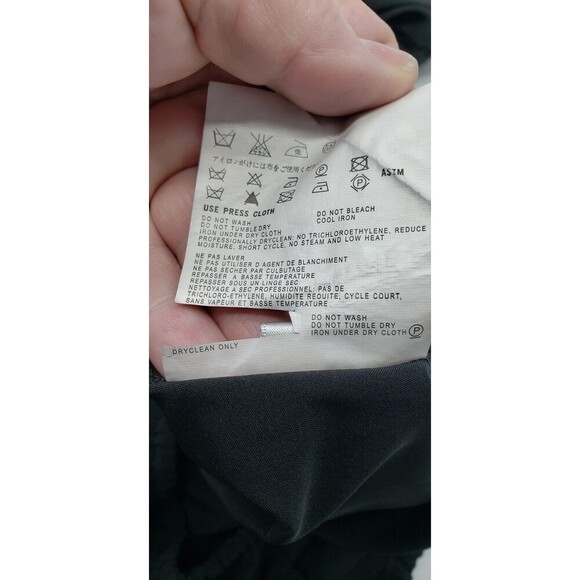 アイロンがけには布をご使用く
ASTM
USE PRESS CLOTH
DO NOT WASH
DO NOT TUMBLE DRY
IRON UNDER DRY CLOTH
DO NOT BLEACH
COOL IRON
PROFESSIONALLY DRYCLEAN: NO TRICHLOROETHYLENE, REDUCE
MOISTURE, SHORT CYCLE, NO STEAM AND LOW HEAT
NE PAS LAVER
NE PAS UTILISER D'AGENT DE BLANCHIMENT
NE PAS SECHER PAR CULBUTAGE
REPASSER A BASSE TEMPERATURE
REPASSER SOUS UN LINGE SEC
NETTOYAGE A SEC PROFESSIONNEL: PAS DE
TRICHLORO-ETHYLENE, HUMIDITE REDUITE, CYCLE COURT,
SANS VAPEUR ET BASSE TEMPERATURE
DO NOT WASH
DO NOT TUMBLE DRY
IRON UNDER DRY CLOTH P
DRYCLEAN ONLY